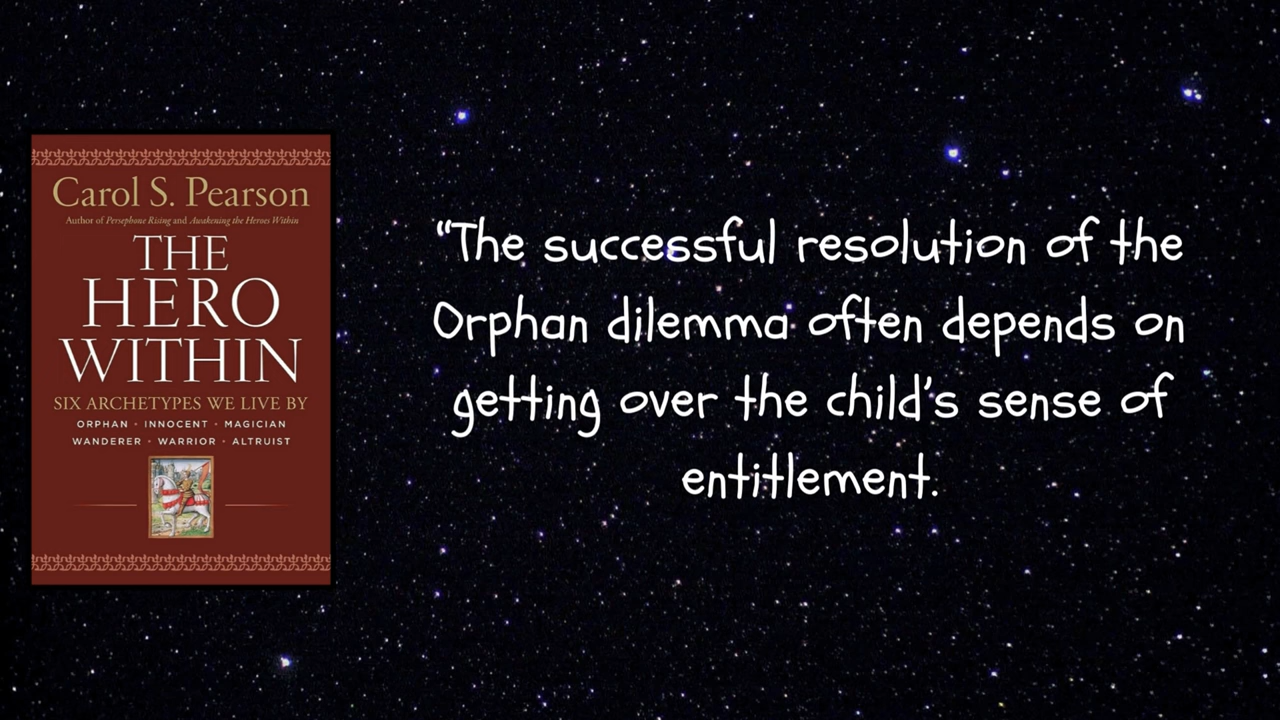 Carol S. Pearson
Author of Persephone Rising and Awakening the Heroes Within
THE
HERO
WITHIN
SIX ARCHETYPES WE LIVE BY
ORPHAN • INNOCENT • MAGICIAN
WANDERER • WARRIOR • ALTRUIST
“The successful resolution of the
Orphan dilemma often depends on
getting over the child’s sense of
entitlement.